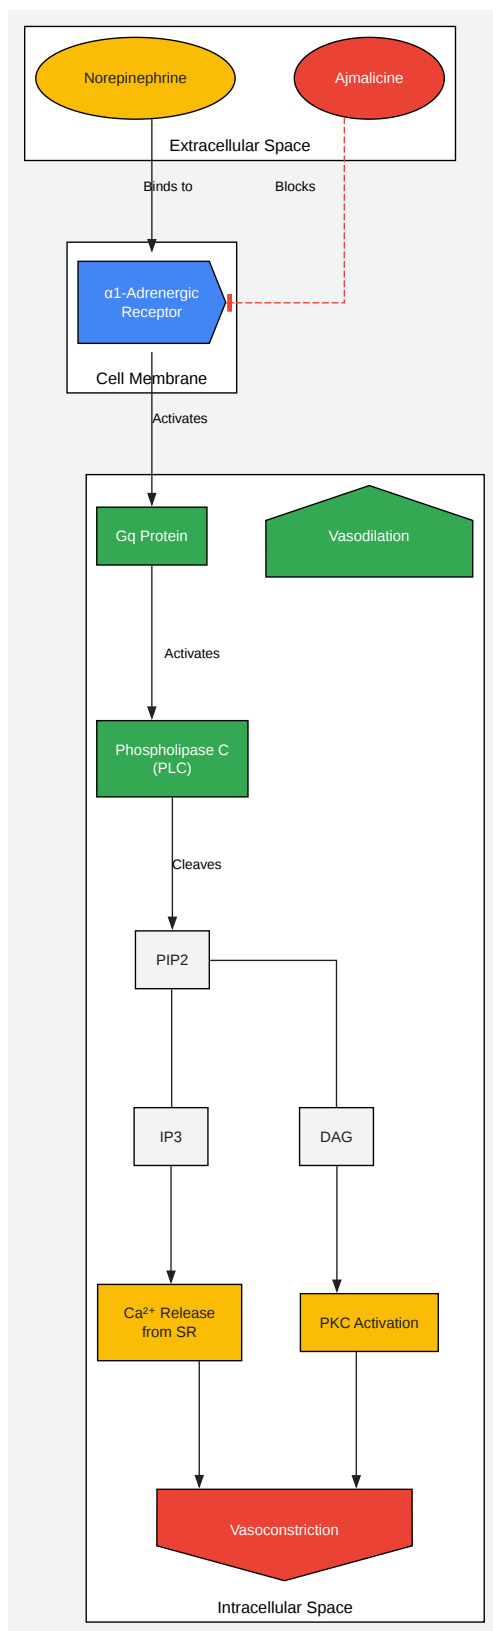 Norepinephrine
Ajmalicine
Extracellular Space
Binds to
Blocks
α1-Adrenergic
Receptor
Cell Membrane
Activates
Gq Protein
Vasodilation
Activates
Phospholipase C
(PLC)
Cleaves
PIP2
IP3
DAG
Ca²⁺ Release
from SR
PKC Activation
Vasoconstriction
Intracellular Space